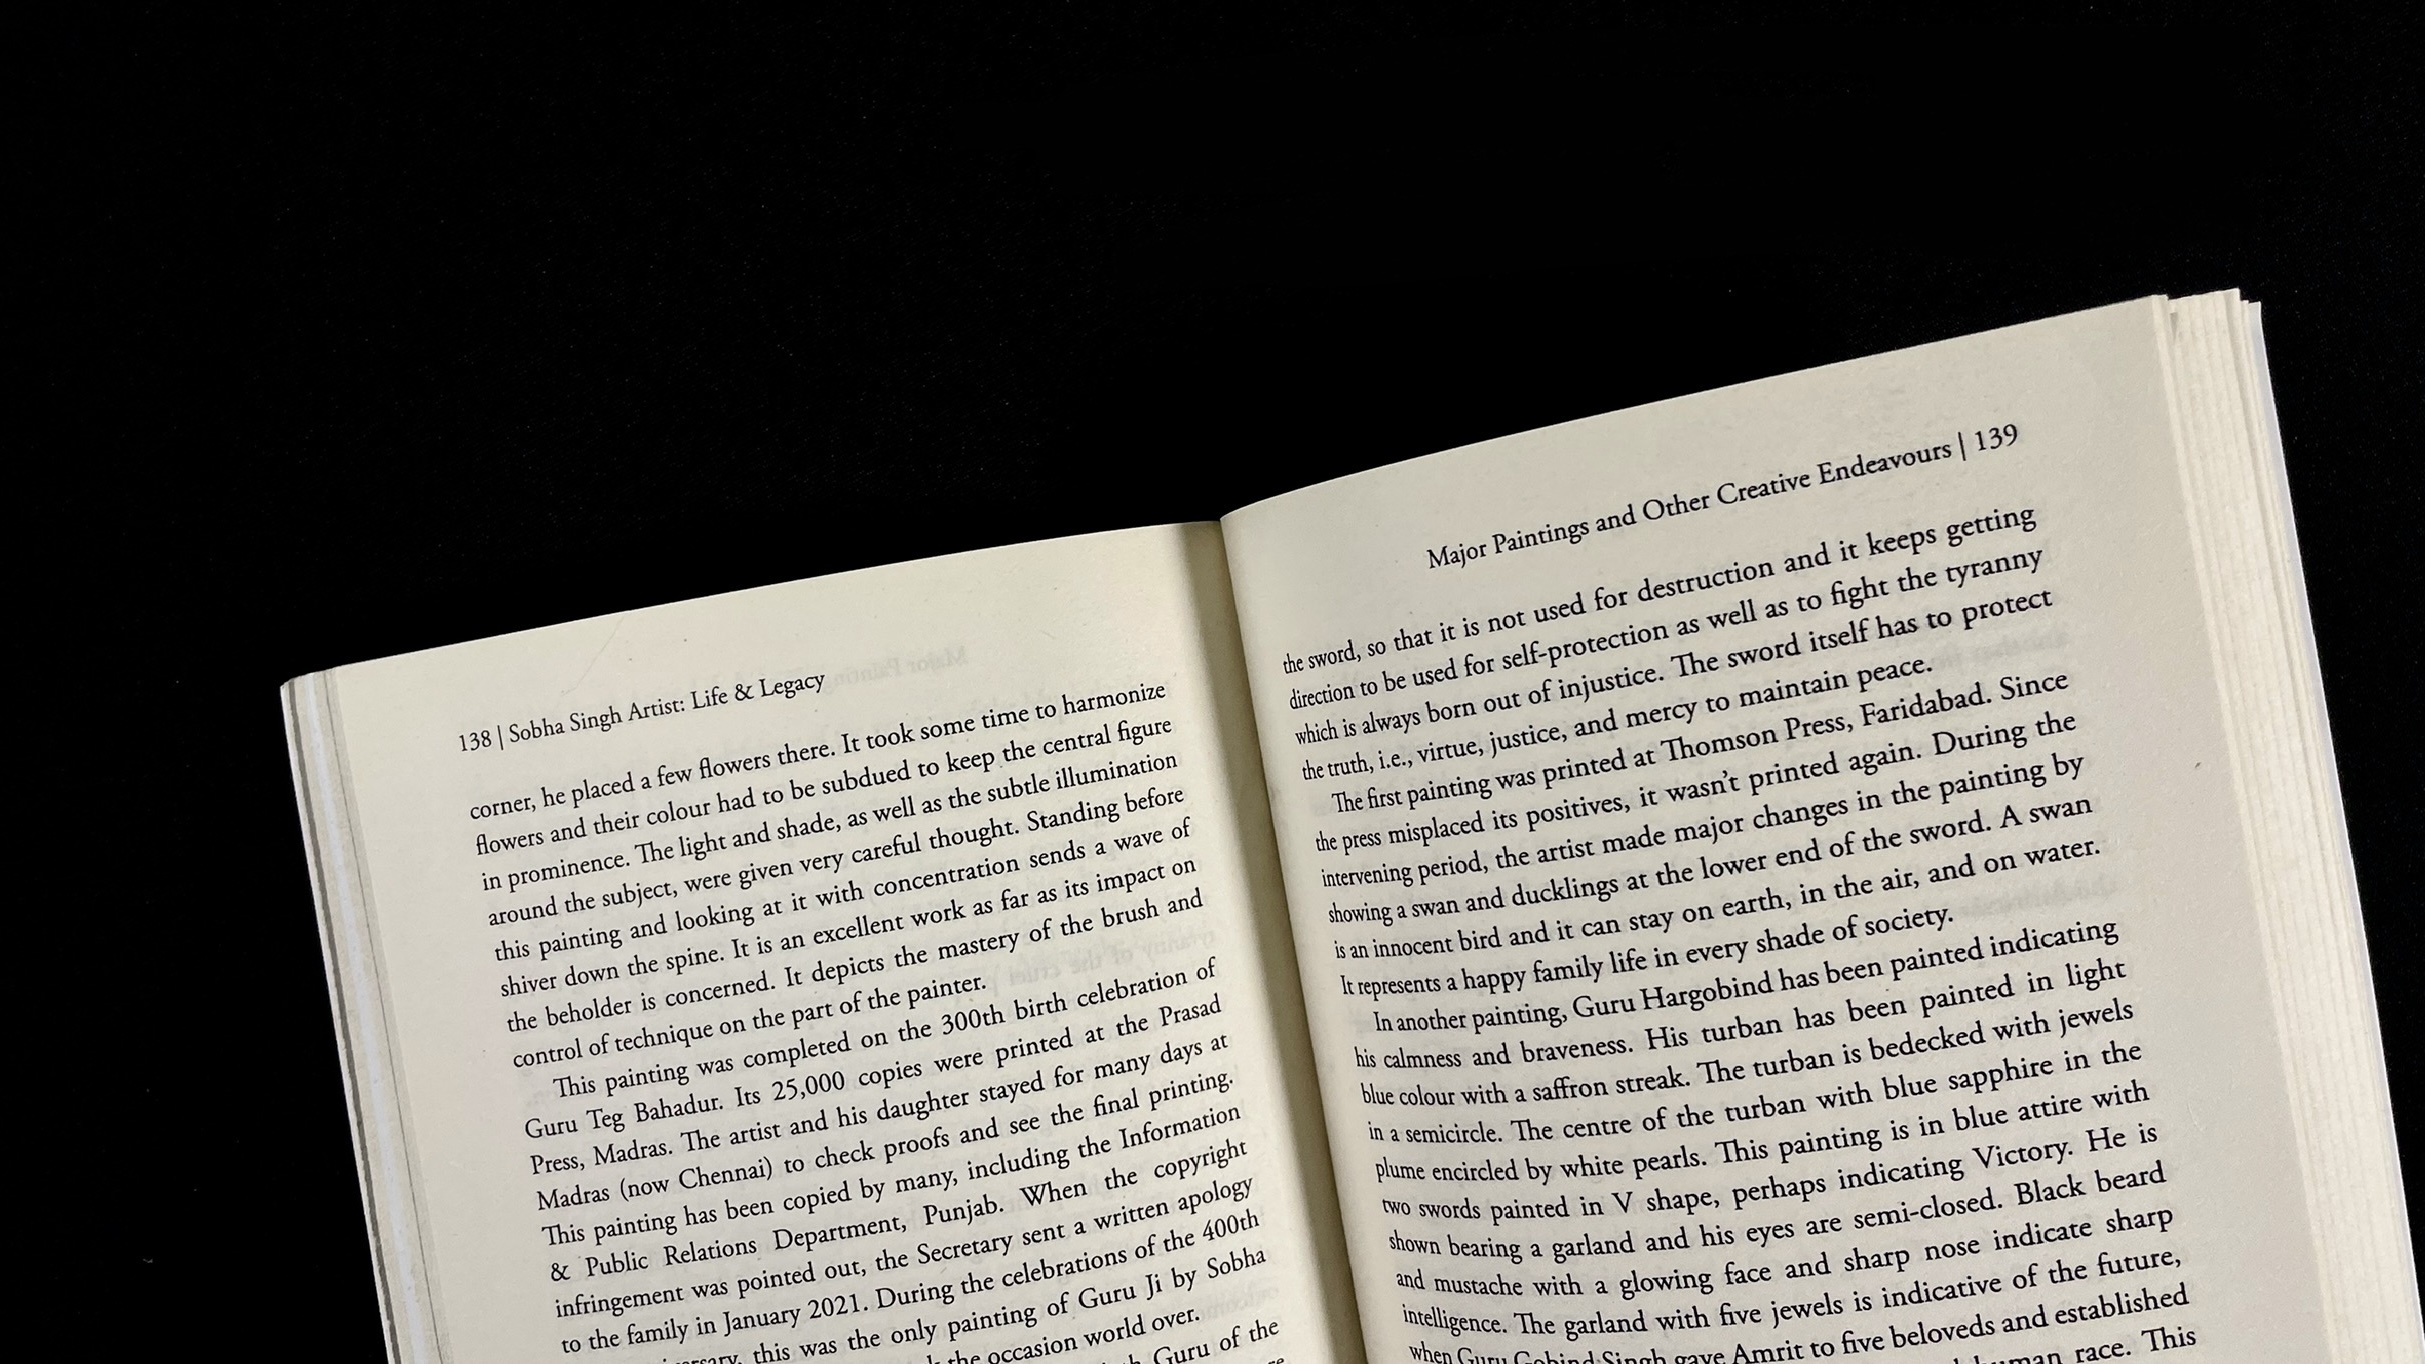 138 | Sobha Singh Artist: Life & Legacy
corner, he placed a few flowers there. It took some time to harmonize
flowers and their colour had to be subdued to keep the central figure
in prominence. The light and shade, as well as the subtle illumination
around the subject, were given very careful thought. Standing before
this painting and looking at it with concentration sends a wave of
shiver down the spine. It is an excellent work as far as its impact on
the beholder is concerned. It depicts the mastery of the brush and
control of technique on the part of the painter.
This painting was completed on the 300th birth celebration of
Guru Teg Bahadur. Its 25,000 copies were printed at the Prasad
Press, Madras. The artist and his daughter stayed for many days at
Madras (now Chennai) to check proofs and see the final printing.
This painting has been copied by many, including the Information
& Public Relations Department, Punjab. When the copyright
infringement was pointed out, the Secretary sent a written apology
to the family in January 2021. During the celebrations of the 400th
this was the only painting of Guru Ji by Sobha
the occasion world over.
Guru of the
Major Paintings and Other Creative Endeavours | 139
the sword, so that it is not used for destruction and it keeps getting
direction to be used for self-protection as well as to fight the tyranny
which is always born out of injustice. The sword itself has to protect
the truth, i.e., virtue, justice, and mercy to maintain peace.
The first painting was printed at Thomson Press, Faridabad. Since
the press misplaced its positives, it wasn't printed again. During the
intervening period, the artist made major changes in the painting by
showing a swan and ducklings at the lower end of the sword. A swan
is an innocent bird and it can stay on earth, in the air, and on water.
It represents a happy family life in every shade of society.
In another painting, Guru Hargobind has been painted indicating
his calmness and braveness. His turban has been painted in light
blue colour with a saffron streak. The turban is bedecked with jewels
in a semicircle. The centre of the turban with blue sapphire in the
plume encircled by white pearls. This painting is in blue attire with
two swords painted in V shape, perhaps indicating Victory. He is
shown bearing a garland and his eyes are semi-closed. Black beard
and mustache with a glowing face and sharp nose indicate sharp
intelligence. The garland with five jewels is indicative of the future,
when Guru Gobind Singh gave Amrit to five beloveds and established
human race. This